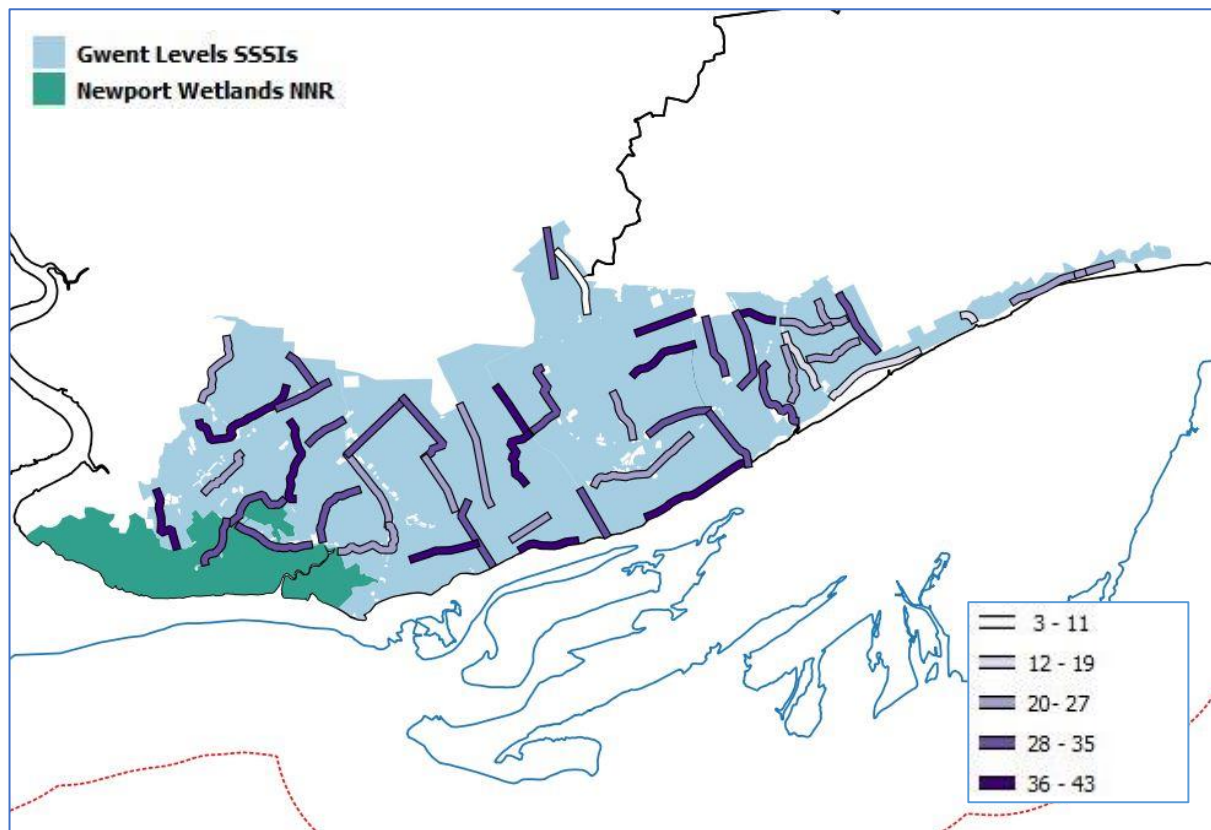 Gwent Levels SSSIs
Newport Wetlands NNR
3 - 11
12 - 19
20- 27
28 - 35
36 - 43